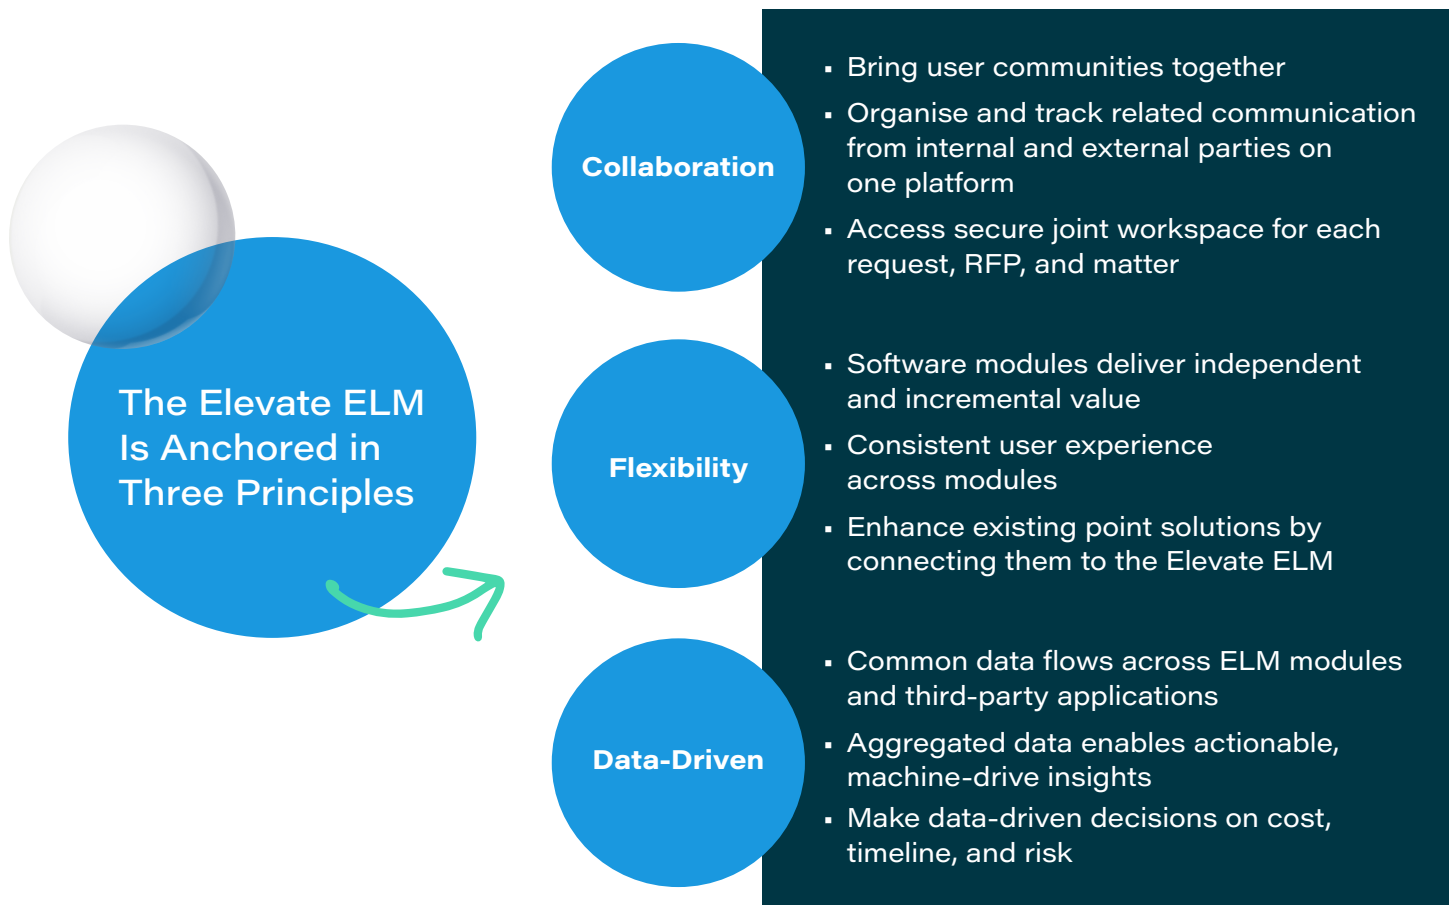 The Elevate ELM
Is Anchored in
Three Principles
Collaboration
▪ Bring user communities together
▪ Organise and track related communication
from internal and external parties on
one platform
▪ Access secure joint workspace for each
request, RFP, and matter
Flexibility
▪ Software modules deliver independent
and incremental value
▪ Consistent user experience
across modules
▪ Enhance existing point solutions by
connecting them to the Elevate ELM
Data-Driven
▪ Common data flows across ELM modules
and third-party applications
▪ Aggregated data enables actionable,
machine-drive insights
▪ Make data-driven decisions on cost,
timeline, and risk